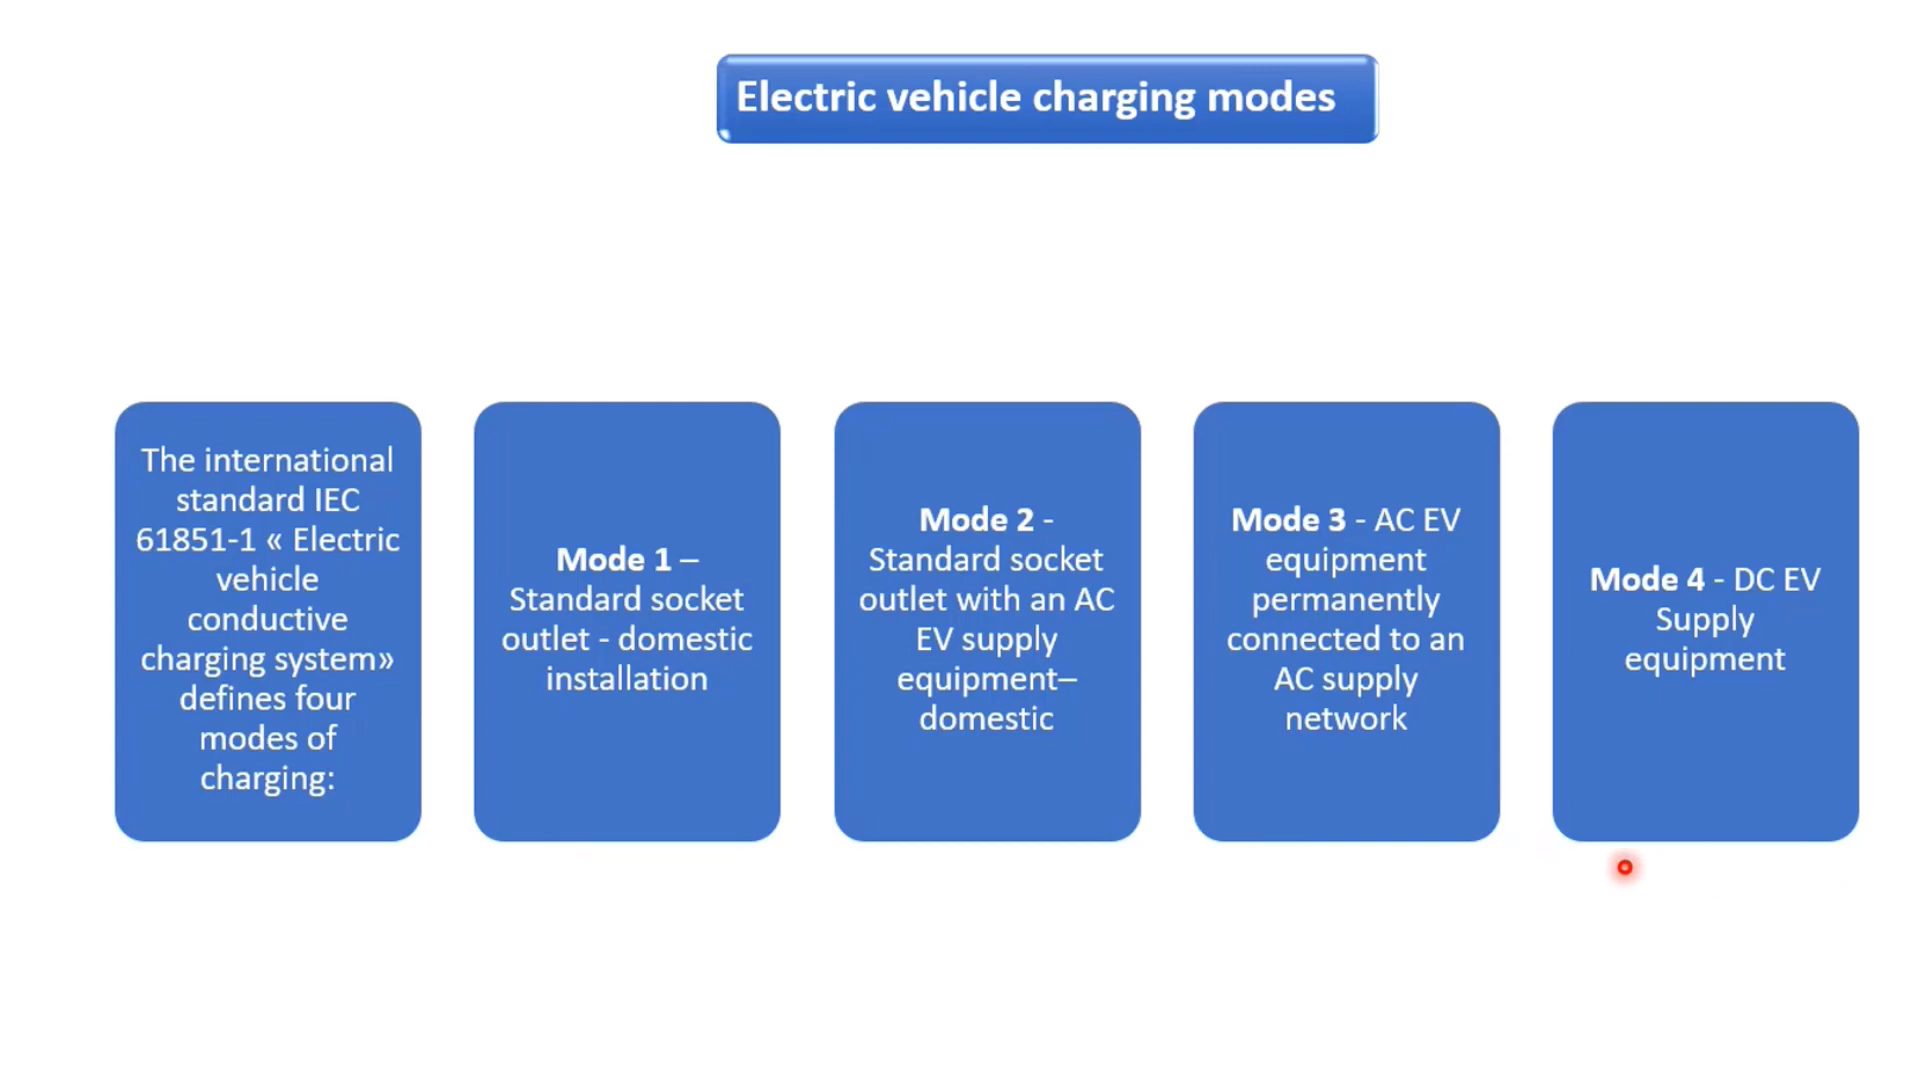 Electric vehicle charging modes
The international
standard IEC
61851-1 « Electric
vehicle
conductive
charging system»
defines four
modes of
charging:
Mode 1 –
Standard socket
outlet - domestic
installation
Mode 2 -
Standard socket
outlet with an AC
EV supply
equipment–
domestic
Mode 3 - AC EV
equipment
permanently
connected to an
AC supply
network
Mode 4 - DC EV
Supply
equipment